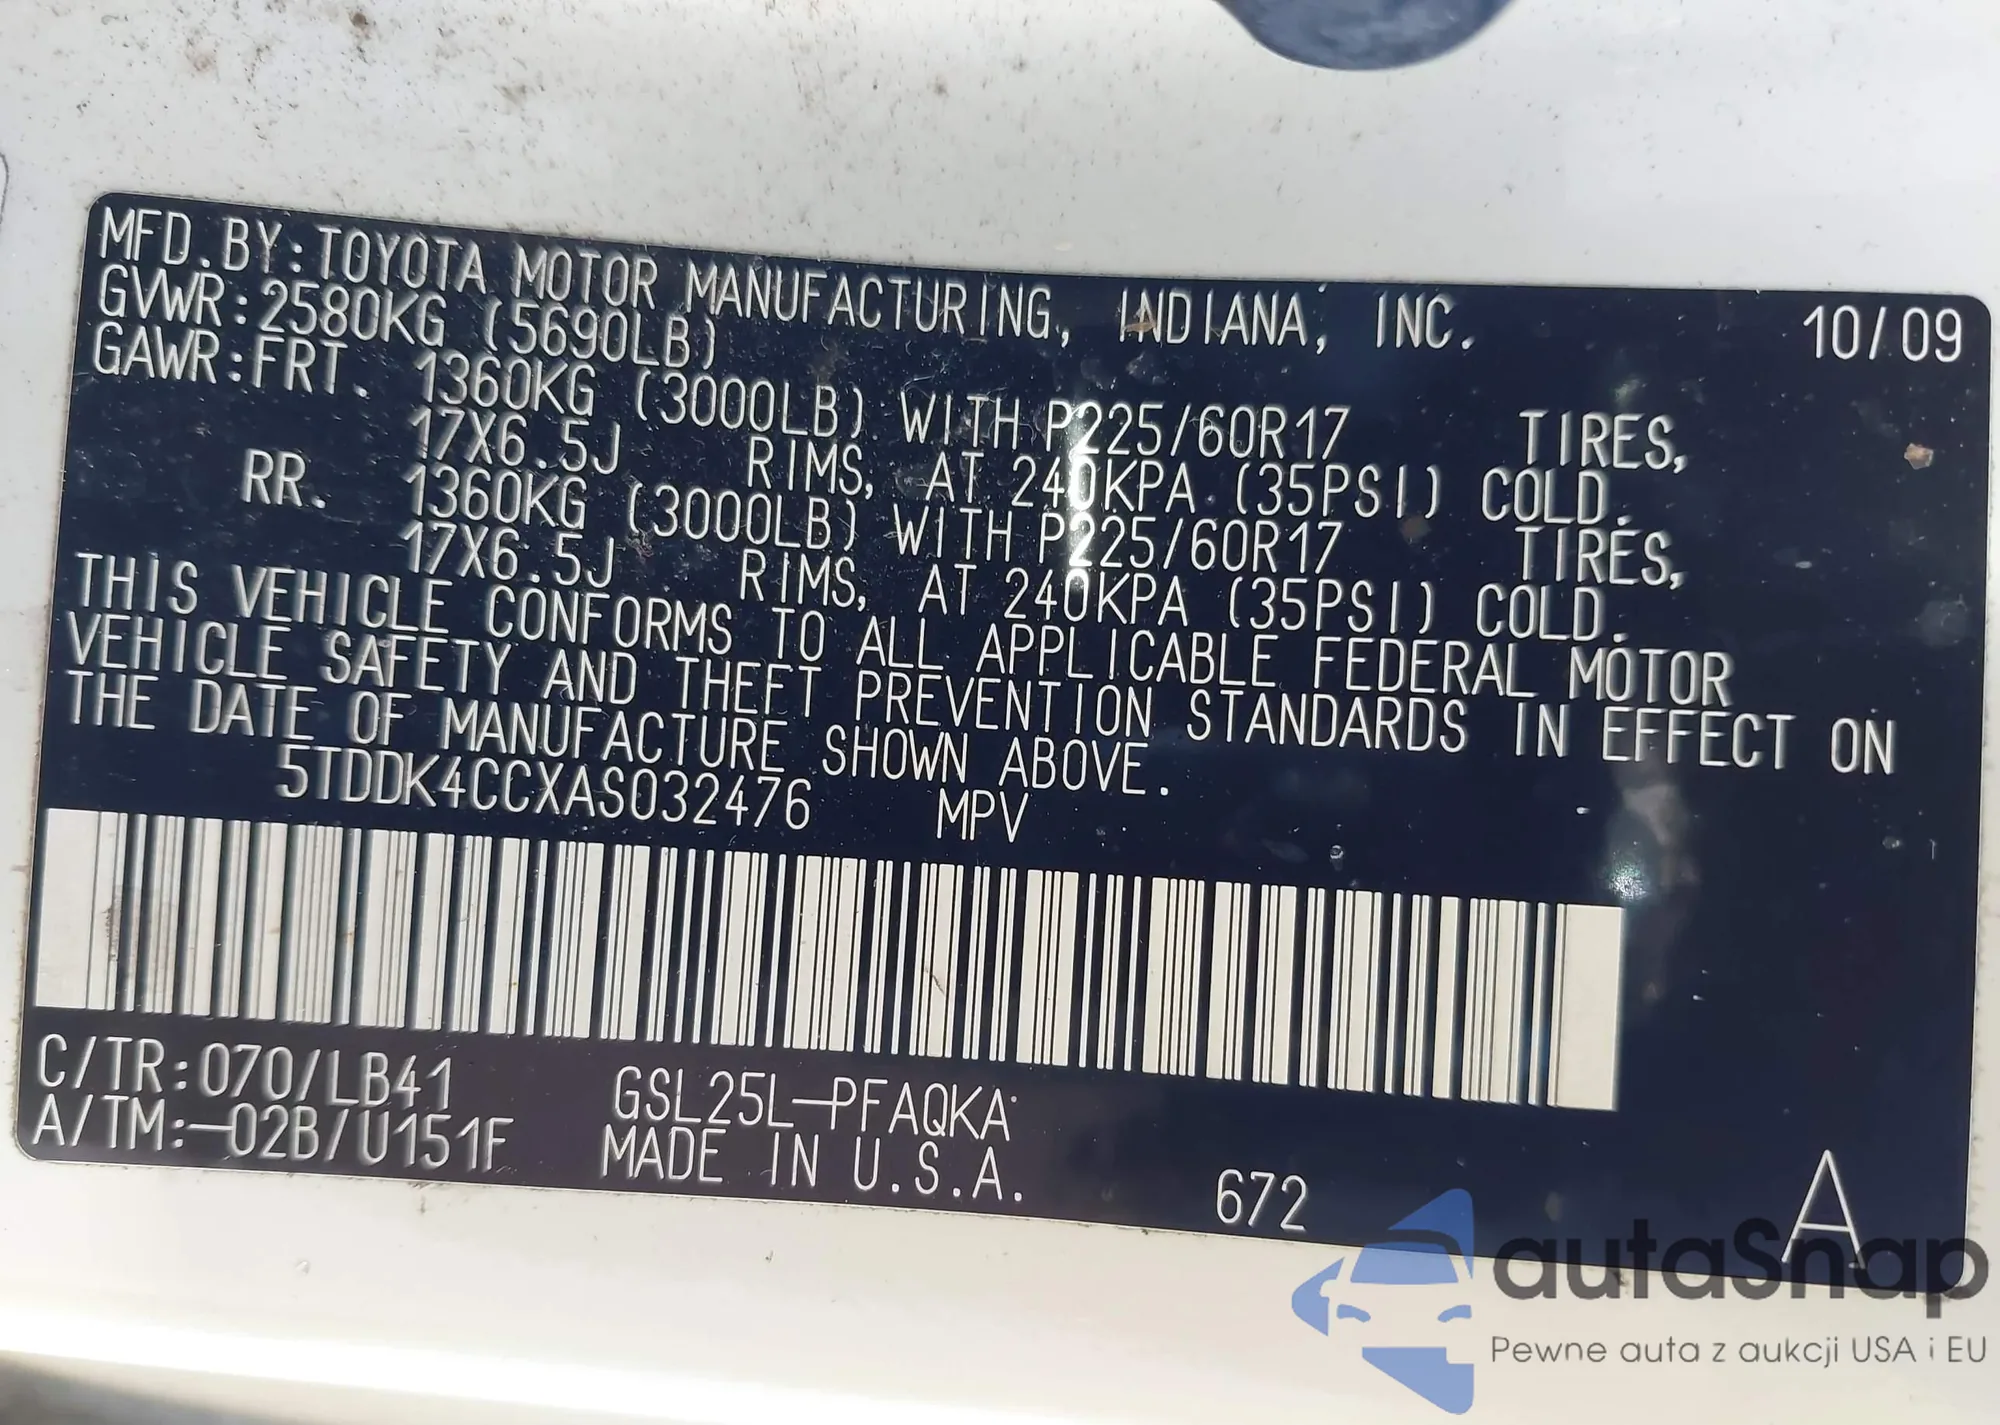 MFD.BY:TOYOTA MOTOR MANUFACTURING, INDIANA, INC. 10/09
GVWR:2580KG (5690LB)
GAWR:FRT. 1360KG (3000LB) WITH P225/60R17 TIRES,
17X6.5J RIMS, AT 240KPA (35PSI) COLD.
RR. 1360KG (3000LB) WITH P225/60R17 TIRES,
17X6.5J RIMS, AT 240KPA (35PSI) COLD.
THIS VEHICLE CONFORMS TO ALL APPLICABLE FEDERAL MOTOR
VEHICLE SAFETY AND THEFT PREVENTION STANDARDS IN EFFECT ON
THE DATE OF MANUFACTURE SHOWN ABOVE.
5TDDK4CCXAS032476 MPV
C/TR:070/LB41 GSL25L-PFAQKA
A/TM:-02B/U151F MADE IN U.S.A. 672 A
autaSnap
Pewne auta z aukcji USA i EU